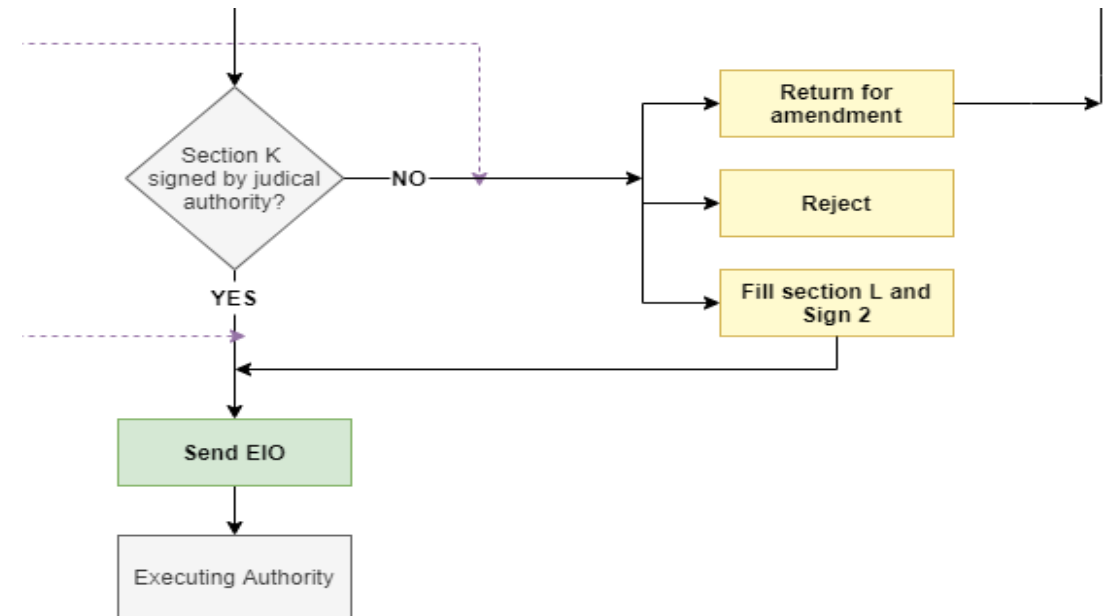 Return for
amendment
Section K
signed by judical
authority?
NO
Reject
YES
Fill section L and
Sign 2
Send EIO
Executing Authority